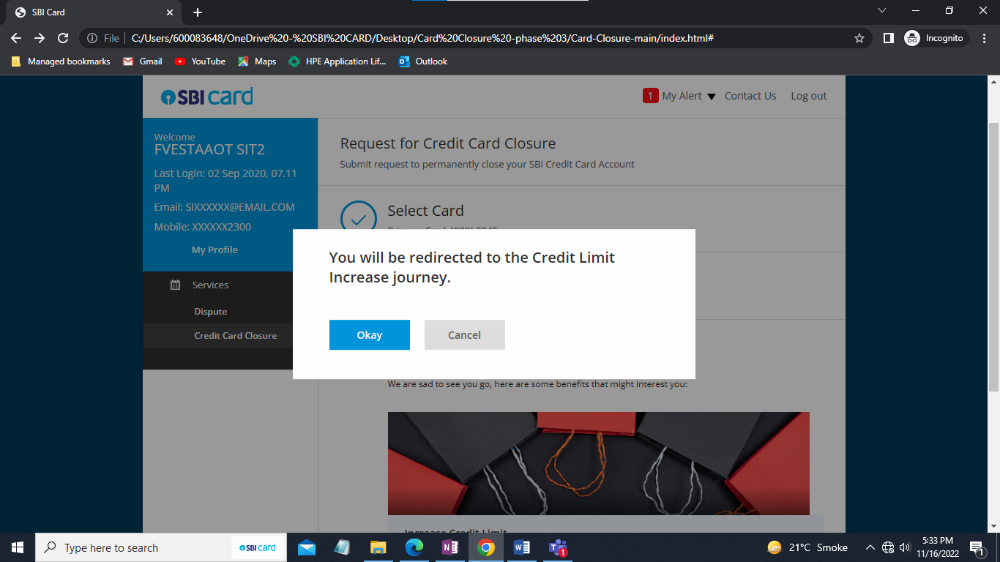 SBI Card
File
C:/Users/600083648/OneDrive%20-%20SBI%20CARD/Desktop/Card%20Closure%20-phase%203/Card-Closure-main/index.html#
Incognito
Managed bookmarks
Gmail
YouTube
Maps
HPE Application Lif...
Outlook
SBI card
1 My Alert
Contact Us
Log out
Welcome
FVESTAAOT SIT2
Last Login: 02 Sep 2020, 07.11
PM
Email: SIXXXXXX@EMAIL.COM
Mobile: XXXXXX2300
My Profile
Services
Dispute
Credit Card Closure
Request for Credit Card Closure
Submit request to permanently close your SBI Credit Card Account
Select Card
Primary Card: XXXX 2345
You will be redirected to the Credit Limit
Increase journey.
Okay
Cancel
We are sad to see you go, here are some benefits that might interest you:
Increase Credit Limit
Type here to search
SBI card
21°C Smoke
5:33 PM
11/16/2022
1
1